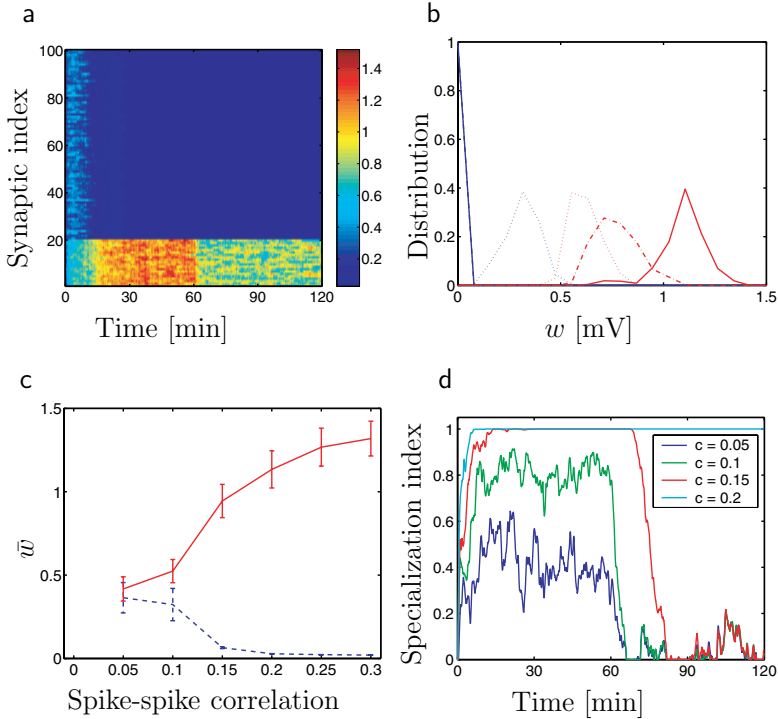 a
Synaptic index
100
80
60
40
20
0 30 60 90 120
Time [min]
1.4
1.2
1
0.8
0.6
0.4
0.2
b
Distribution
1
0.8
0.6
0.4
0.2
0
0 0.5 1 1.5
w [mV]
c
w̄
1.5
1
0.5
0
0 0.05 0.1 0.15 0.2 0.25 0.3
Spike-spike correlation
d
Specialization index
1
0.8
0.6
0.4
0.2
0
0 30 60 90 120
Time [min]
c = 0.05
c = 0.1
c = 0.15
c = 0.2